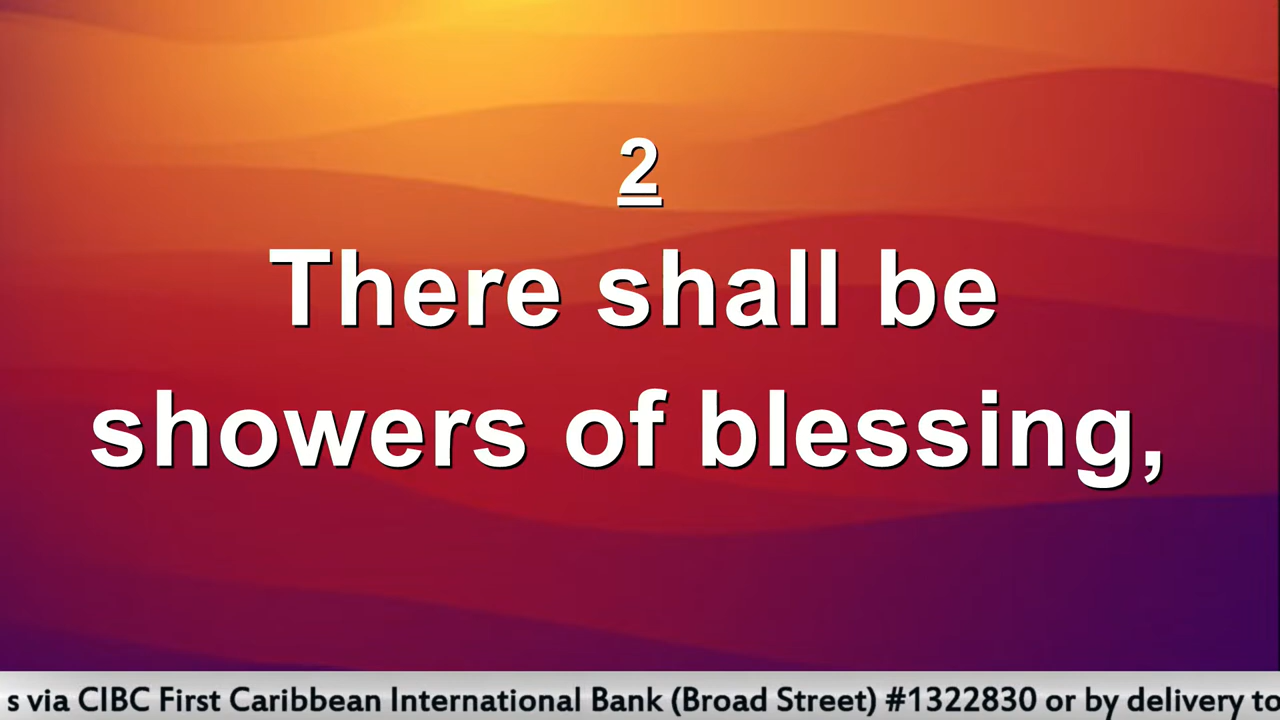 2
There shall be
showers of blessing,
s via CIBC First Caribbean International Bank (Broad Street) #1322830 or by delivery to